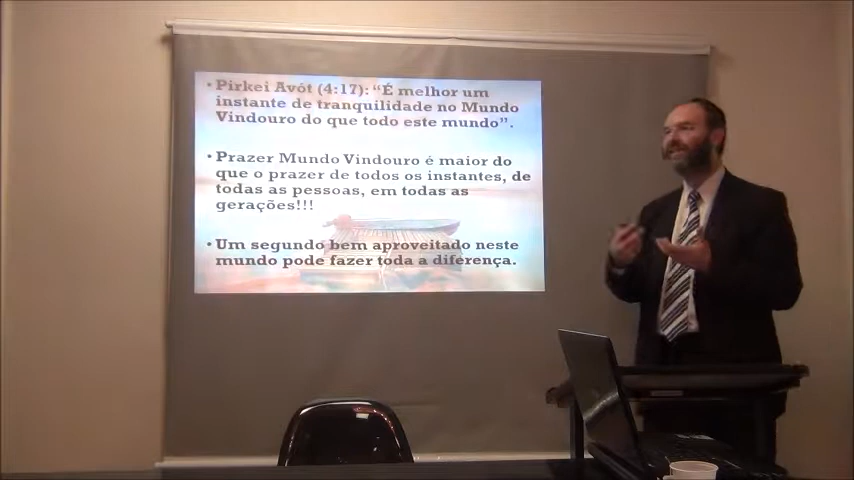 • Pirkei Avót (4:17): “É melhor um
instante de tranquilidade no Mundo
Vindouro do que todo este mundo”.
• Prazer Mundo Vindouro é maior do
que o prazer de todos os instantes, de
todas as pessoas, em todas as
gerações!!!
• Um segundo bem aproveitado neste
mundo pode fazer toda a diferença.